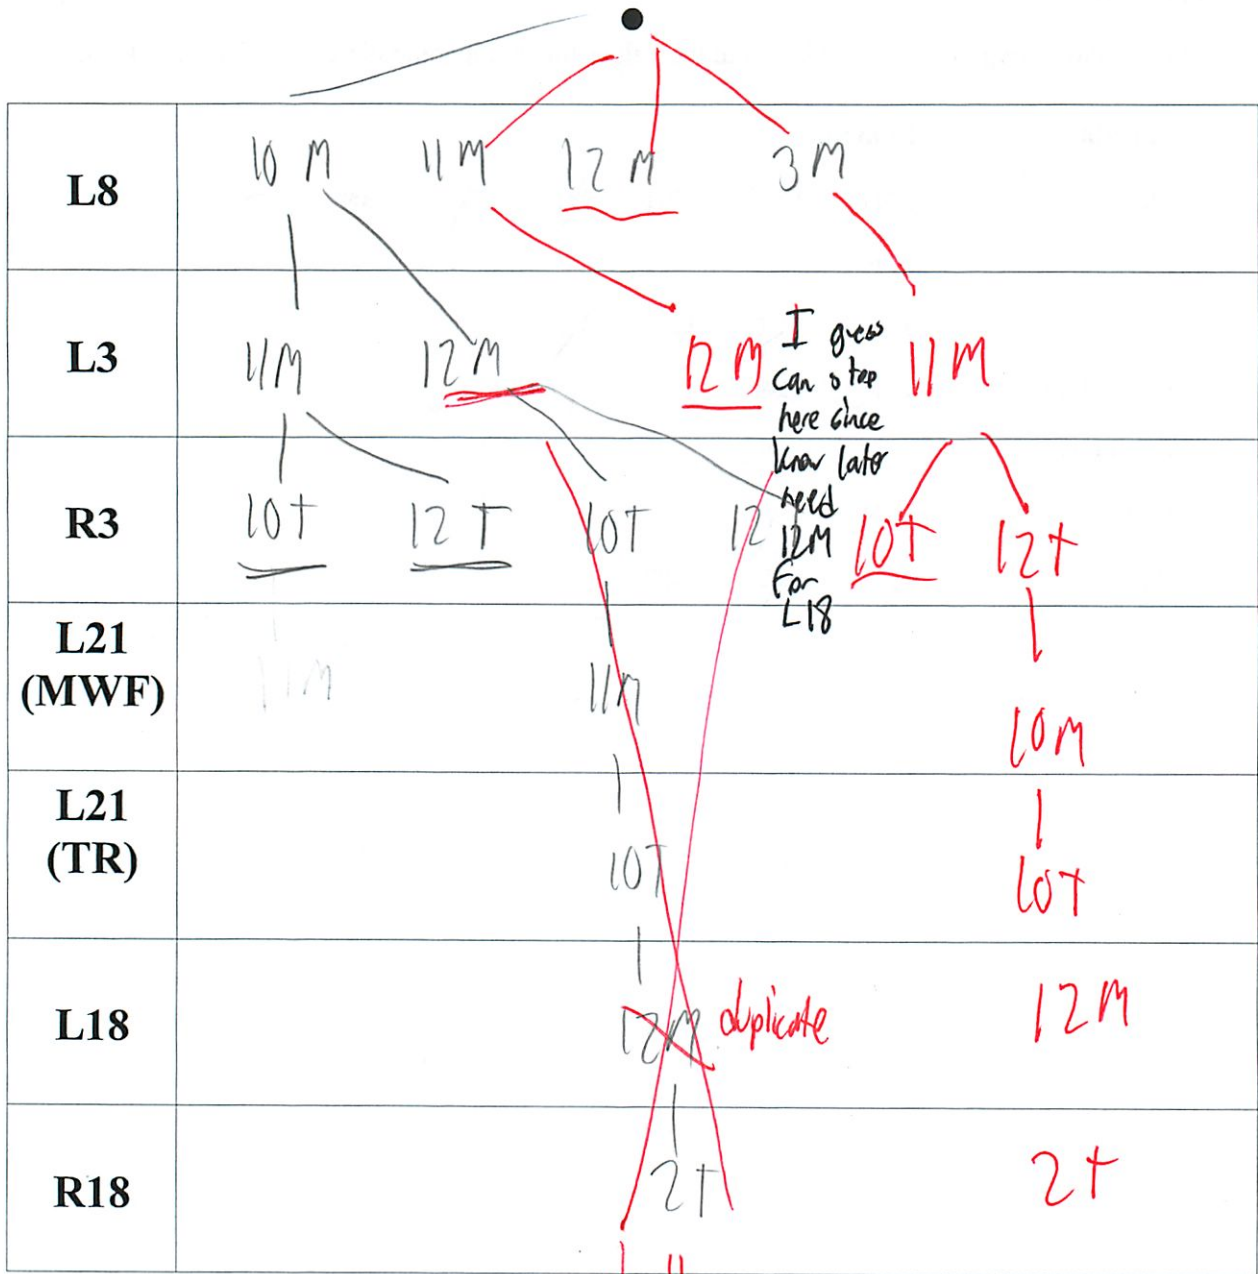 L8
10 M 11 M 12 M 3 M
L3
11M 12M 12 M 11 M
I guess
can stop
here since
know later
need
12M
For
L18
R3
10T 12 T 10T 12 10T 12T
L21
(MWF)
11M 11M
10M
L21
(TR)
10T 10T
L18
12M duplicate 12M
R18
2T 2T